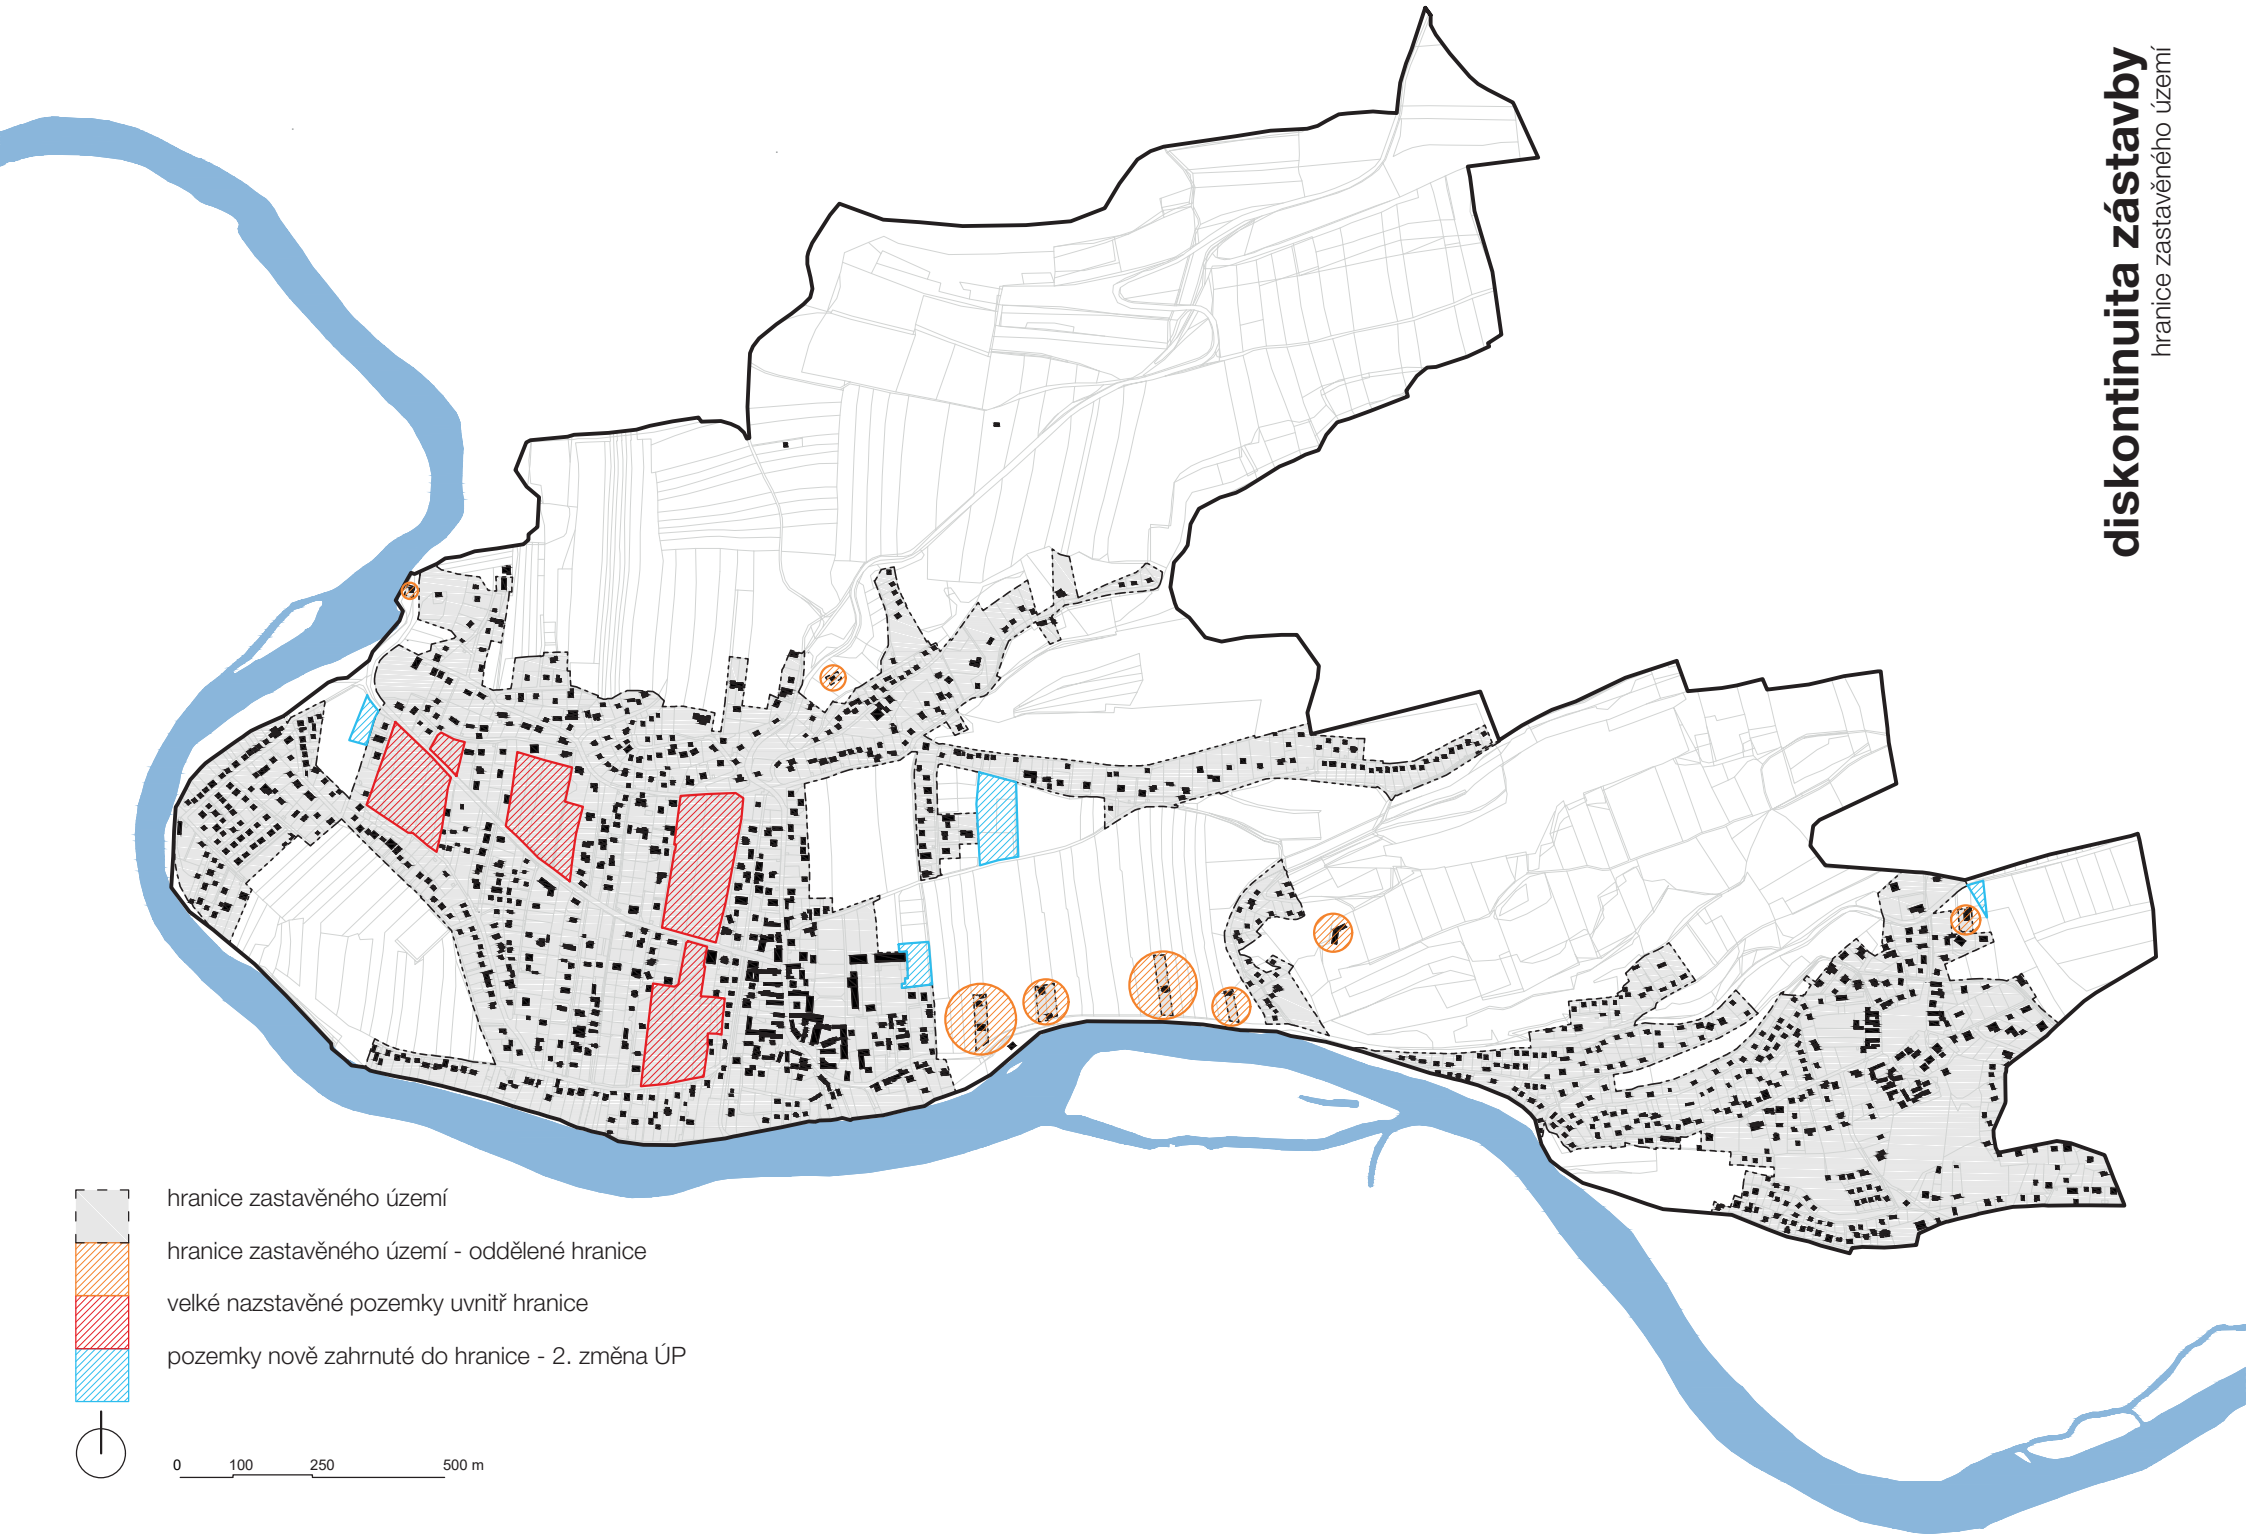 diskontinuita zástavby
hranice zastavěného území
hranice zastavěného území
hranice zastavěného území - oddělené hranice
velké nazstavěné pozemky uvnitř hranice
pozemky nově zahrnuté do hranice - 2. změna ÚP
0 100 250 500 m